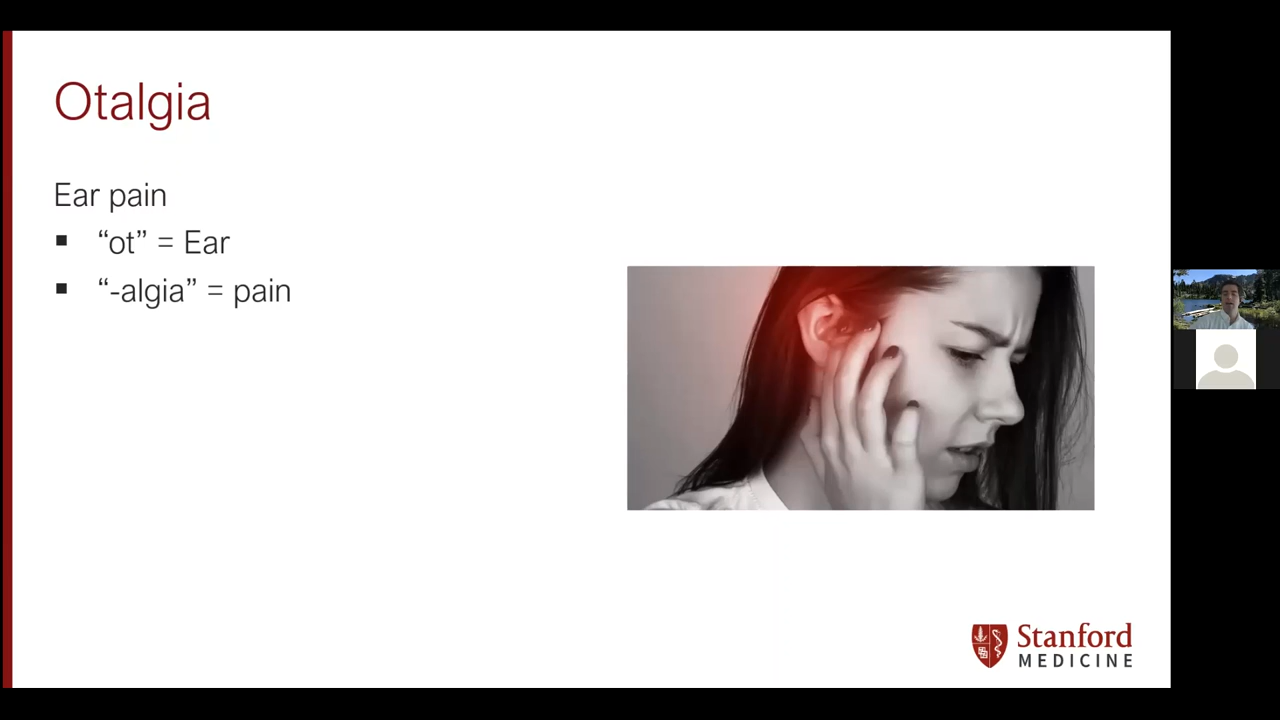 Otalgia
Ear pain
▪ “ot” = Ear
▪ “-algia” = pain
Stanford
MEDICINE